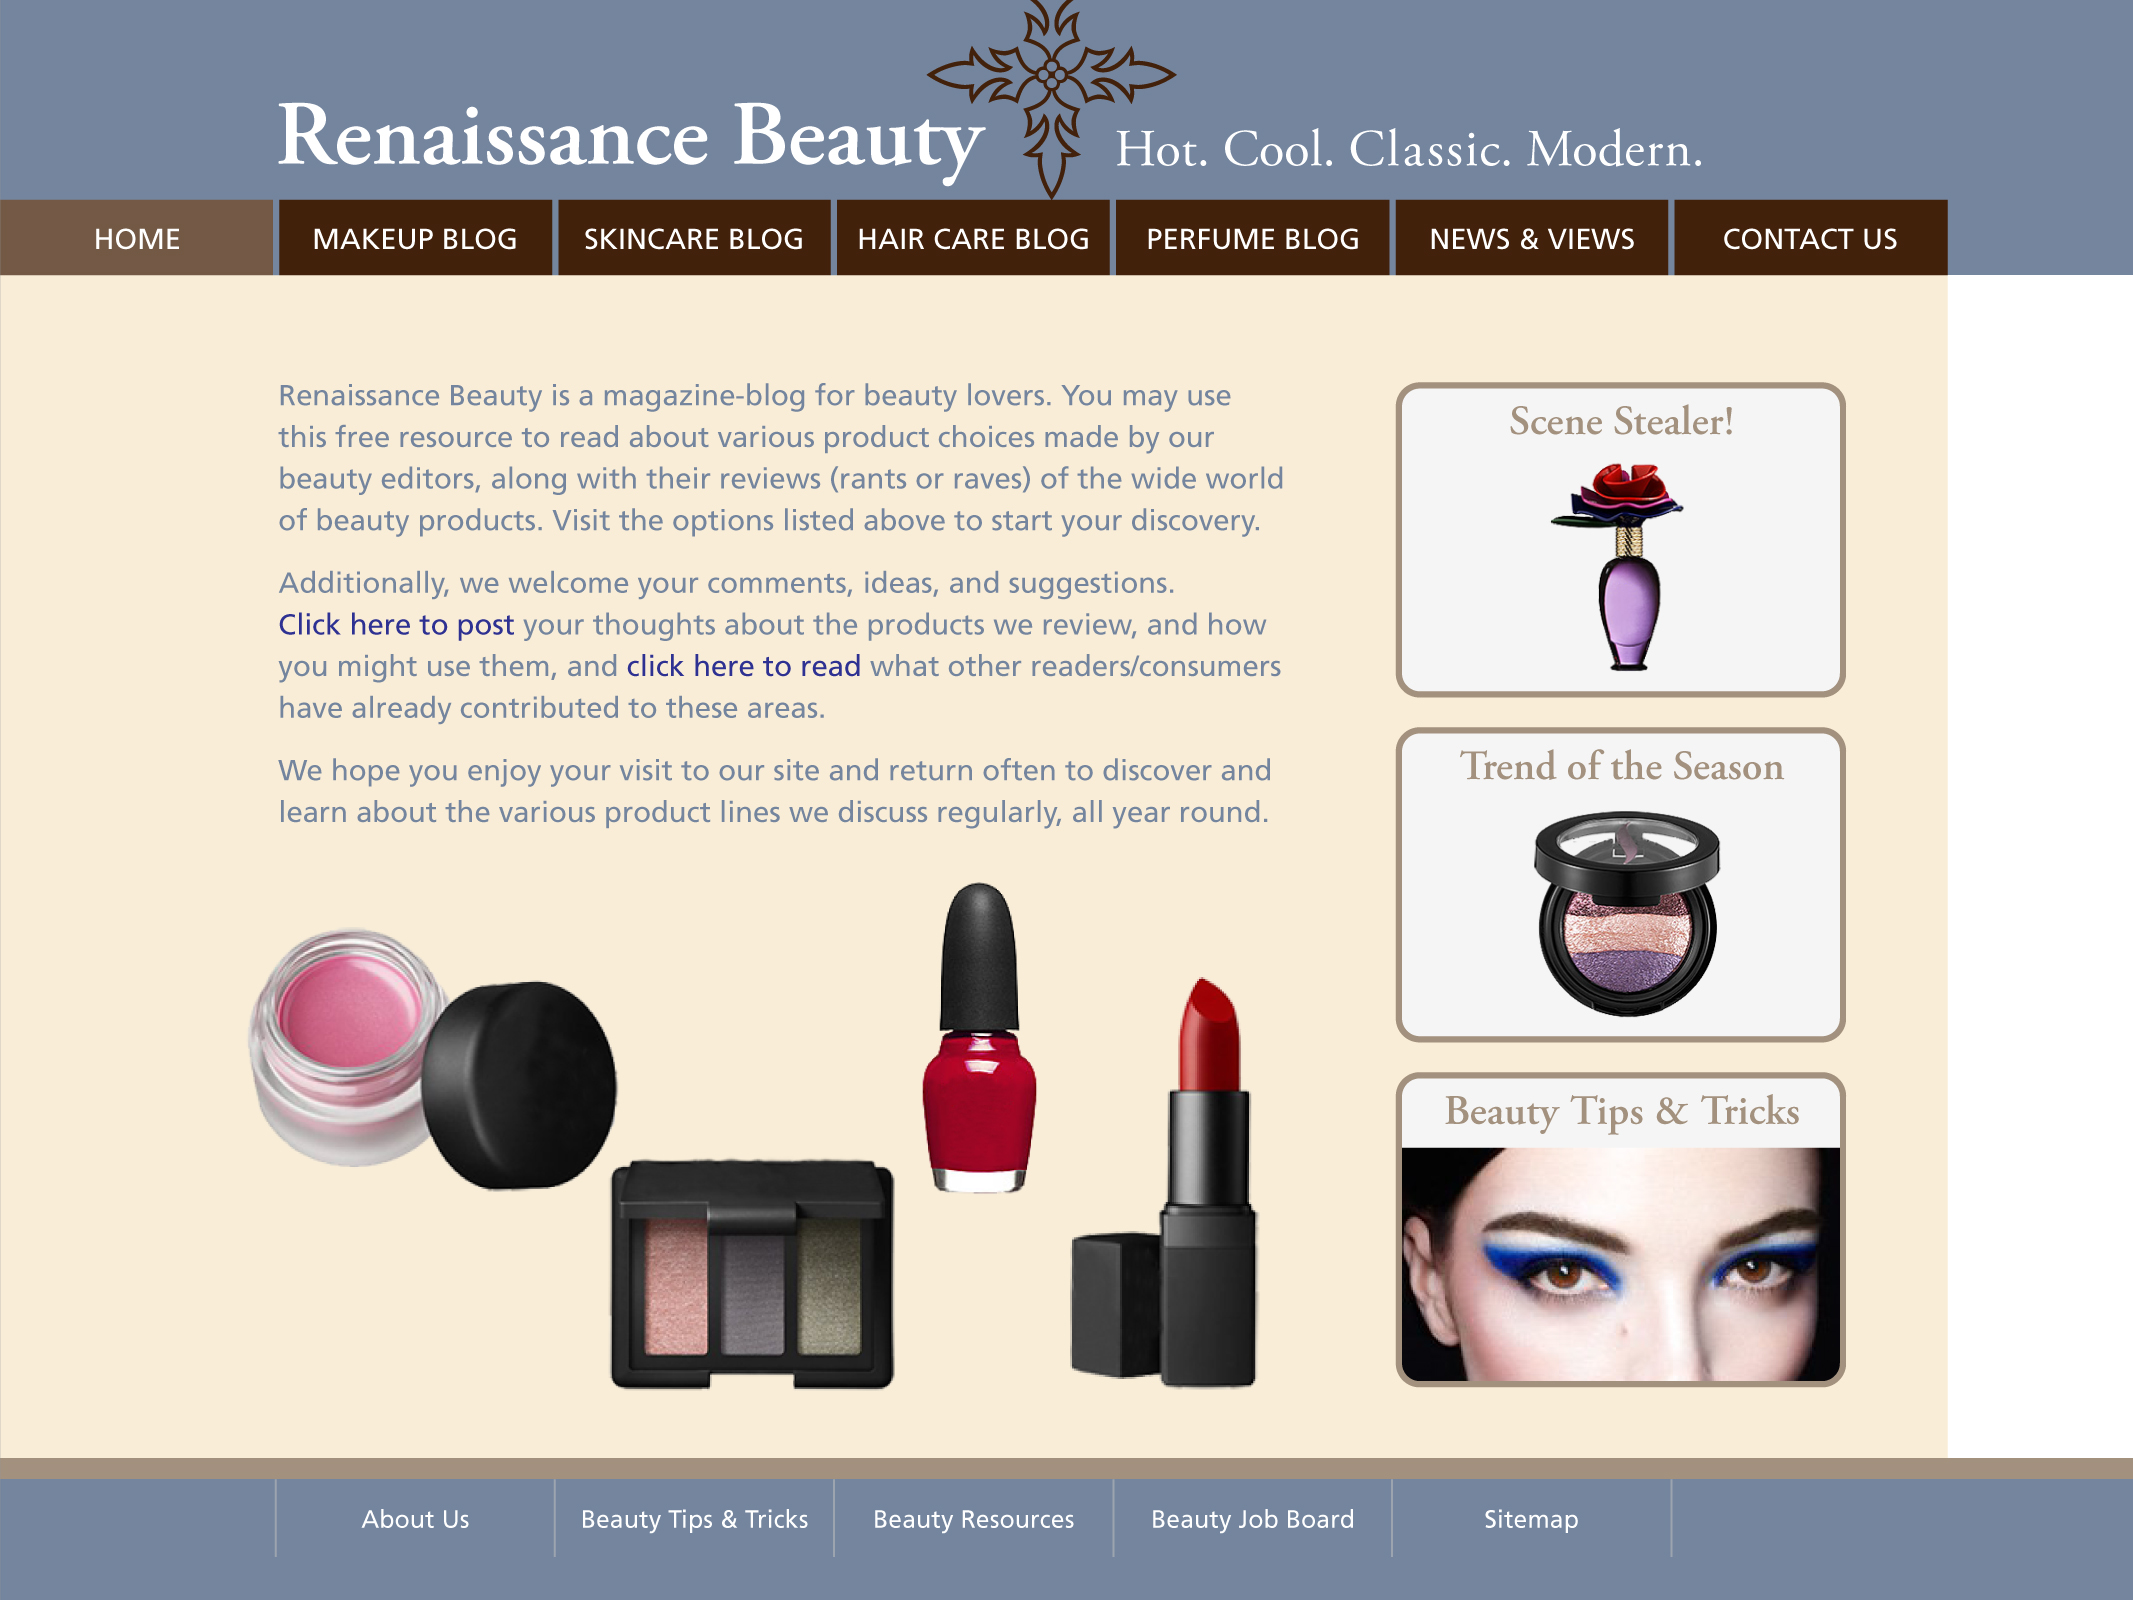 Renaissance Beauty
Hot. Cool. Classic. Modern.
HOME
MAKEUP BLOG
SKINCARE BLOG
HAIR CARE BLOG
PERFUME BLOG
NEWS & VIEWS
CONTACT US
Renaissance Beauty is a magazine-blog for beauty lovers. You may use
this free resource to read about various product choices made by our
beauty editors, along with their reviews (rants or raves) of the wide world
of beauty products. Visit the options listed above to start your discovery.
Additionally, we welcome your comments, ideas, and suggestions.
Click here to post your thoughts about the products we review, and how
you might use them, and click here to read what other readers/consumers
have already contributed to these areas.
We hope you enjoy your visit to our site and return often to discover and
learn about the various product lines we discuss regularly, all year round.
Scene Stealer!
Trend of the Season
Beauty Tips & Tricks
About Us
Beauty Tips & Tricks
Beauty Resources
Beauty Job Board
Sitemap